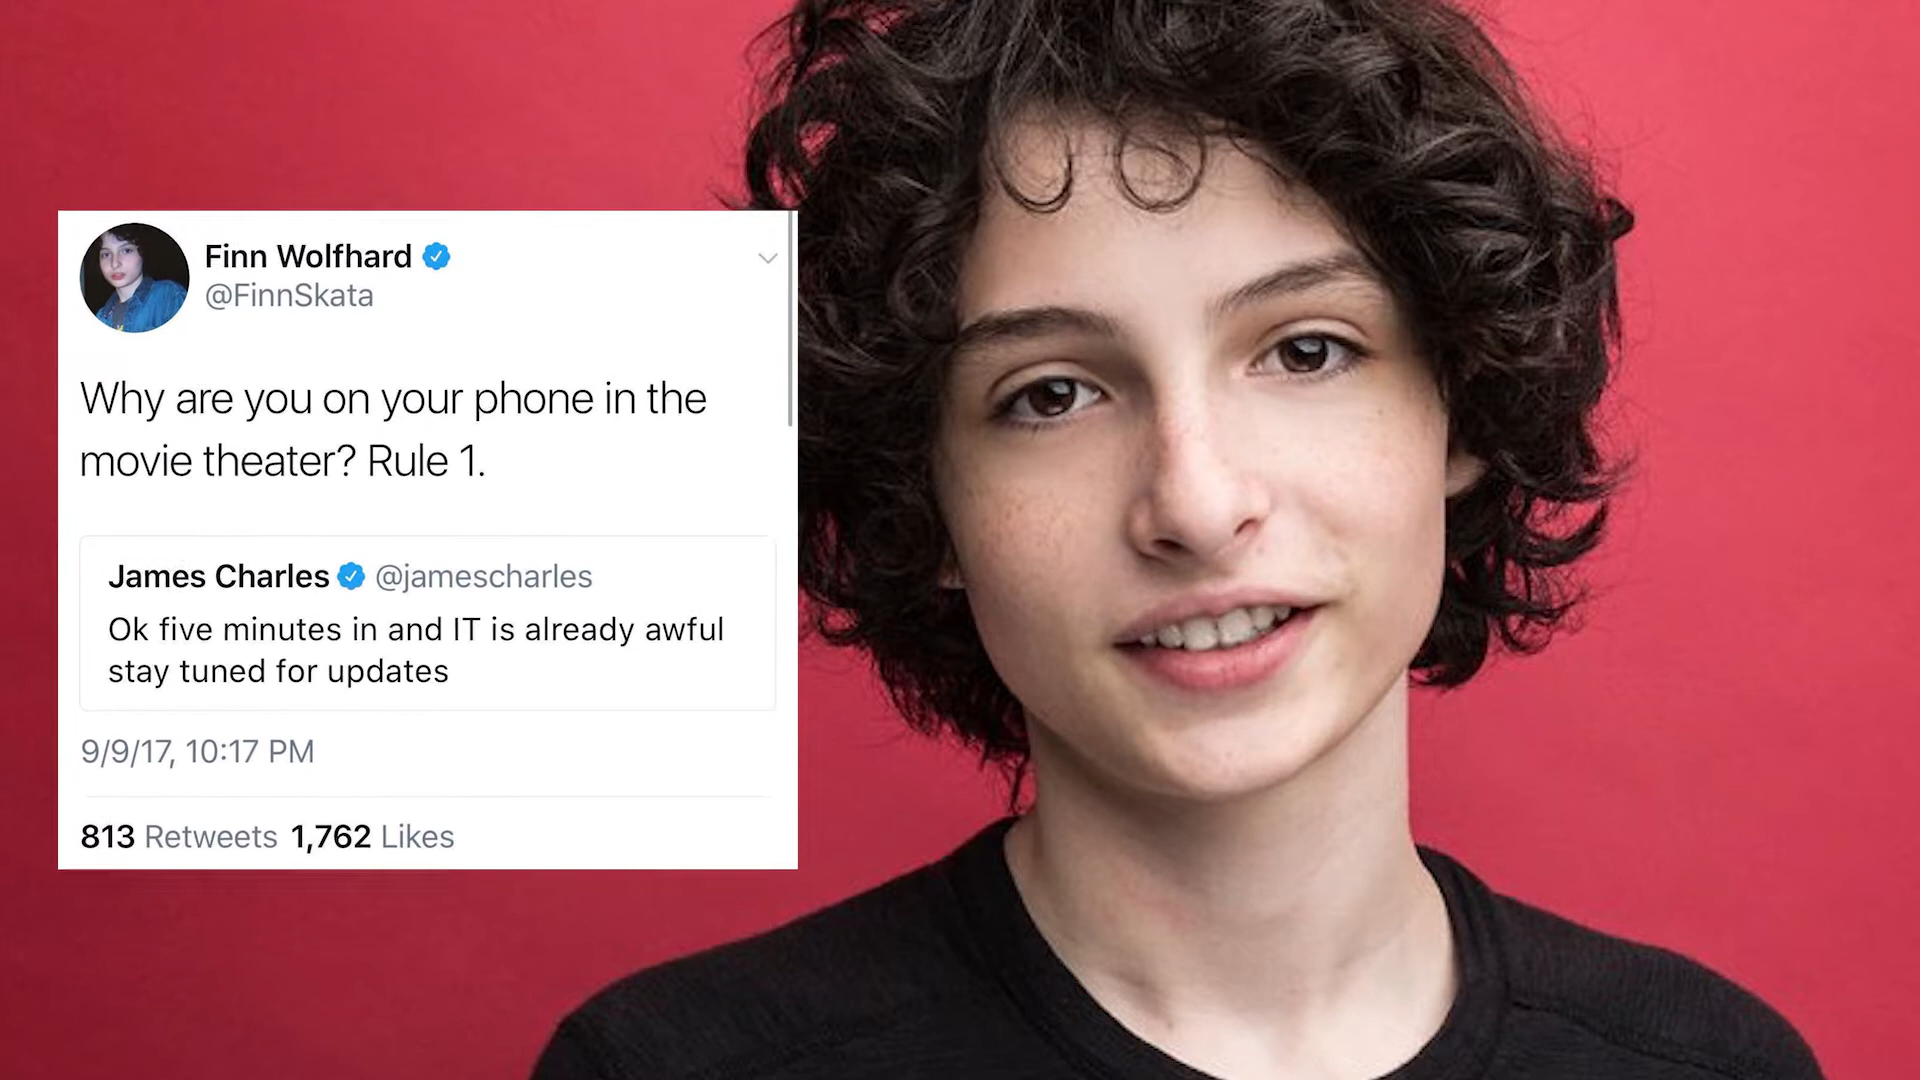 Finn Wolfhard
@FinnSkata
Why are you on your phone in the
movie theater? Rule 1.
James Charles @jamescharles
Ok five minutes in and IT is already awful
stay tuned for updates
9/9/17, 10:17 PM
813 Retweets 1,762 Likes